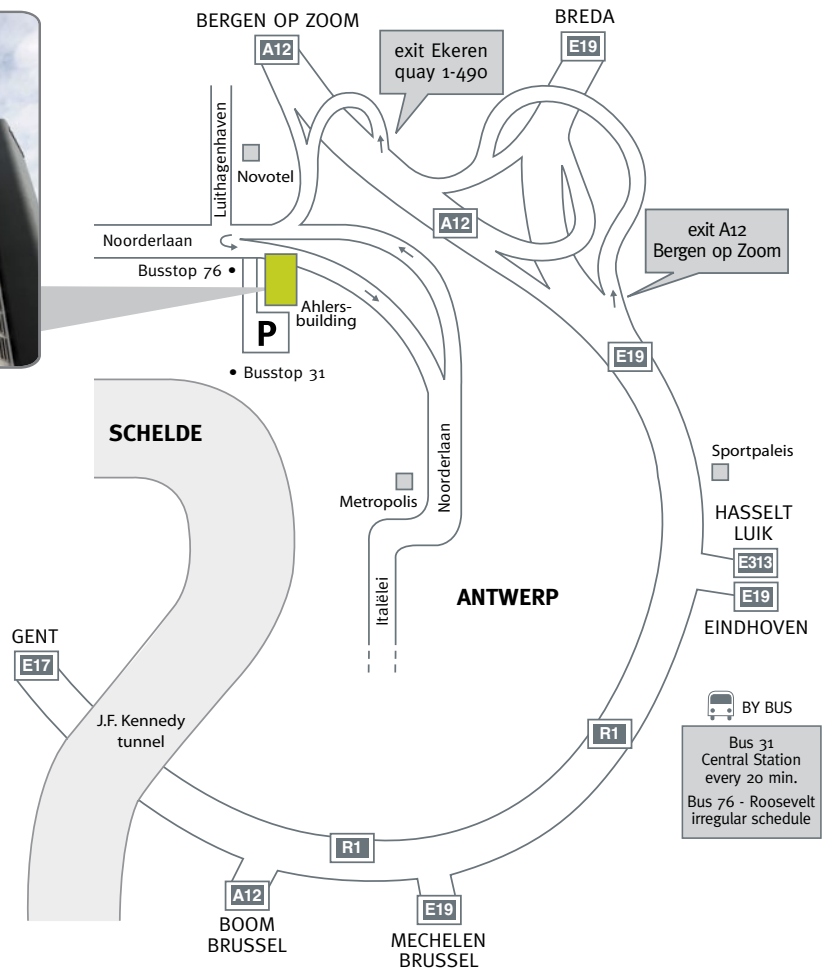 BERGEN OP ZOOM
A12
exit Ekeren
quay 1-490
BREDA
E19
Luithagenhaven
Novotel
A12
Noorderlaan
exit A12
Bergen op Zoom
Busstop 76 •
Ahlers-
building
P
• Busstop 31
E19
SCHELDE
Noorderlaan
Sportpaleis
Metropolis
HASSELT
LUIK
E313
E19
EINDHOVEN
Italëlei
ANTWERP
GENT
E17
J.F. Kennedy
tunnel
BY BUS
Bus 31
Central Station
every 20 min.
Bus 76 - Roosevelt
irregular schedule
R1
R1
A12
BOOM
BRUSSEL
E19
MECHELEN
BRUSSEL